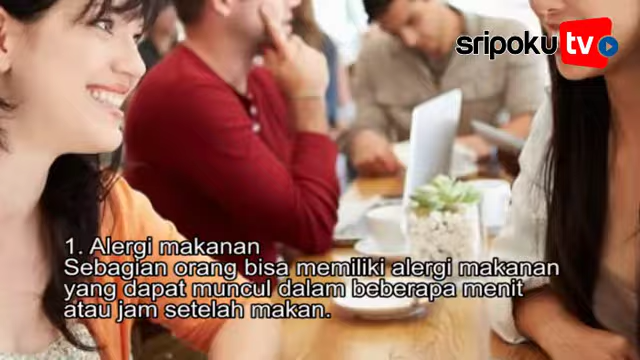 sripoku tv
1. Alergi makanan
Sebagian orang bisa memiliki alergi makanan
yang dapat muncul dalam beberapa menit
atau jam setelah makan.